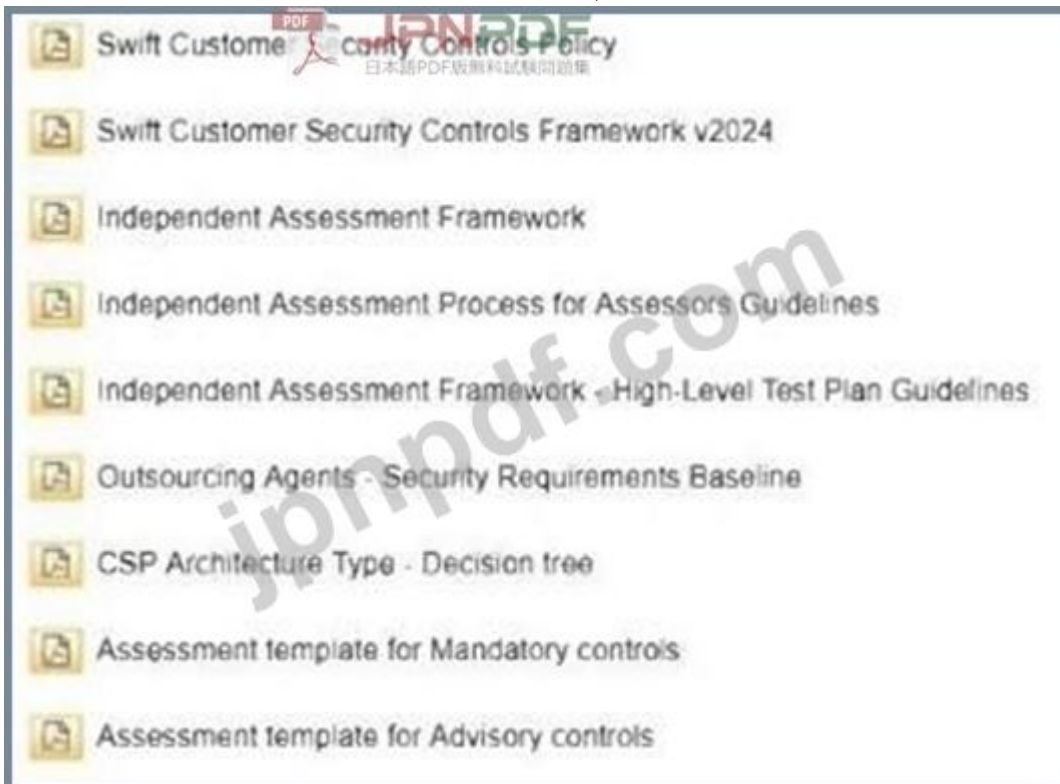 PDF
JPNPDF
Swift Customer Security Controls Policy
日本語PDF版無料試験問題集
Swift Customer Security Controls Framework v2024
Independent Assessment Framework
Independent Assessment Process for Assessors Guidelines
Independent Assessment Framework - High-Level Test Plan Guidelines
Outsourcing Agents - Security Requirements Baseline
jpnpdf.com
CSP Architecture Type - Decision tree
Assessment template for Mandatory controls
Assessment template for Advisory controls